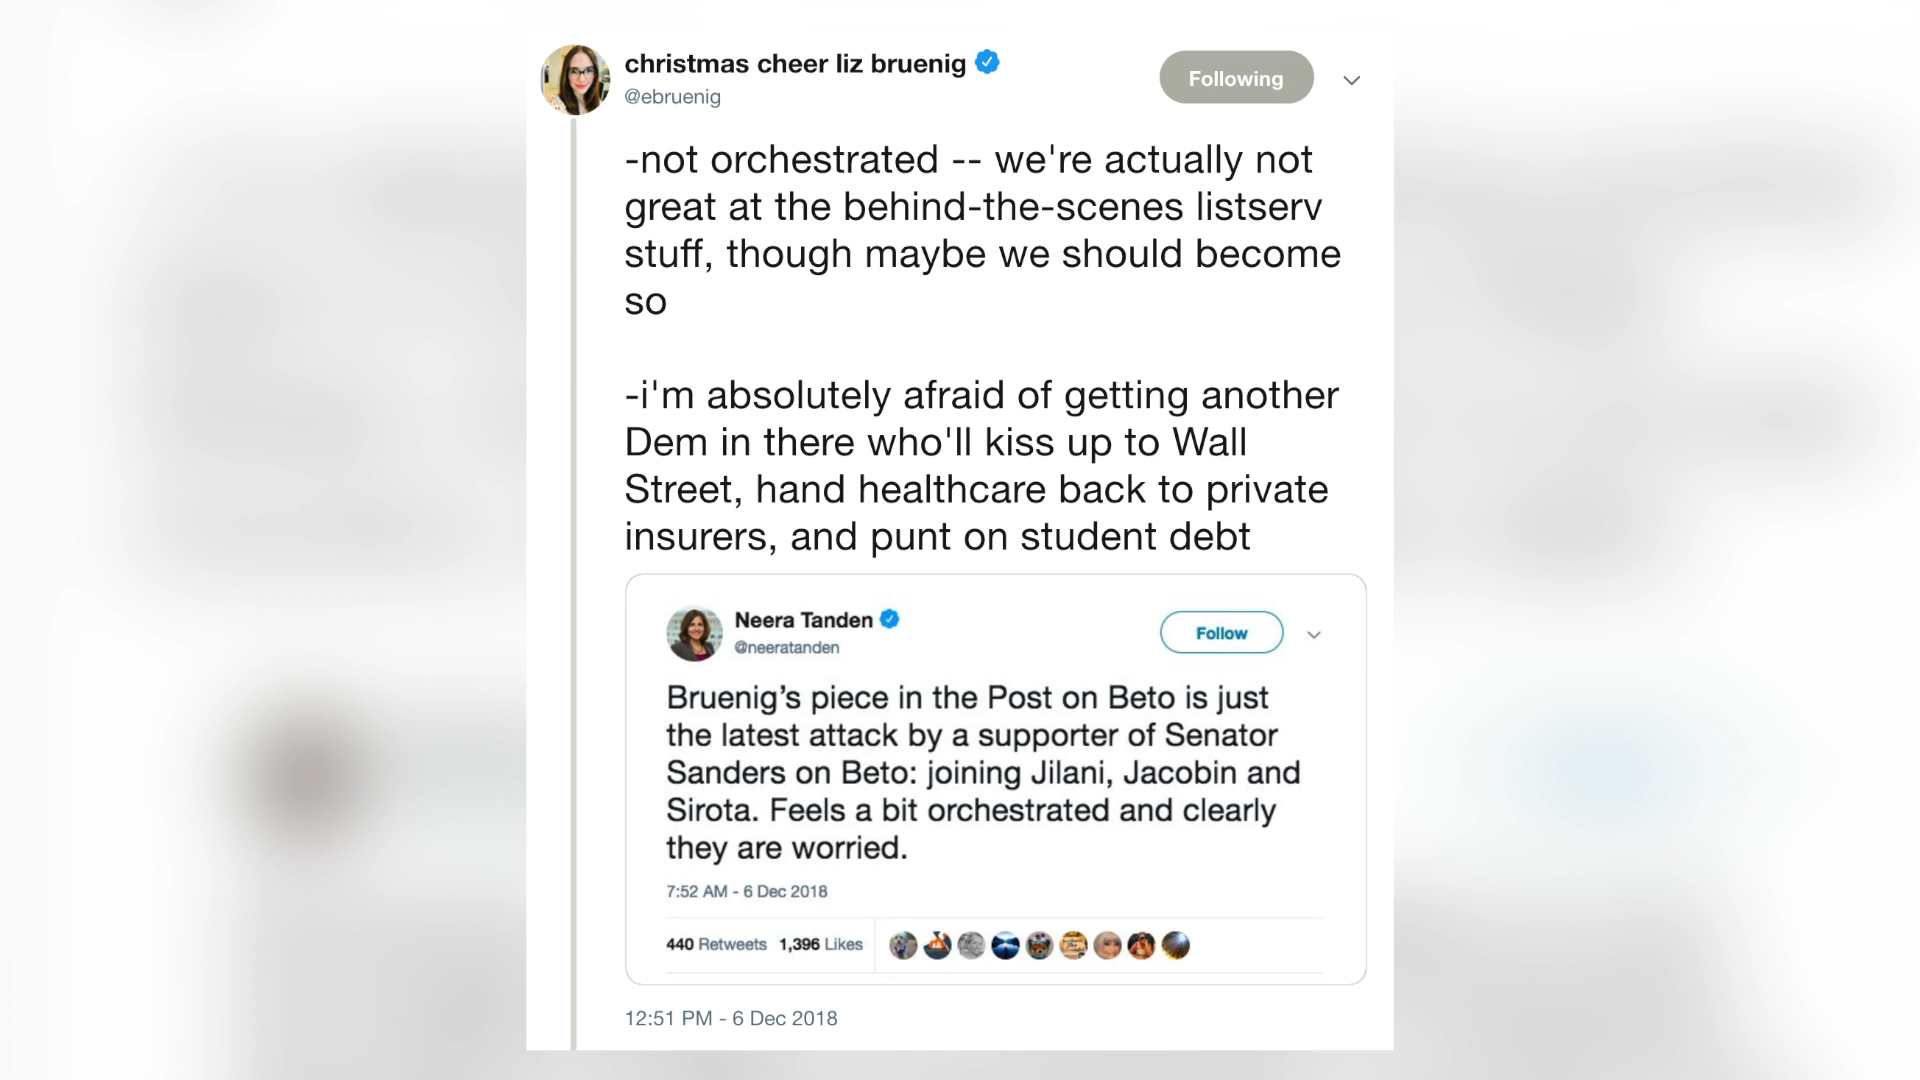 christmas cheer liz bruenig
@ebruenig
Following
-not orchestrated -- we're actually not
great at the behind-the-scenes listserv
stuff, though maybe we should become
so
-i'm absolutely afraid of getting another
Dem in there who'll kiss up to Wall
Street, hand healthcare back to private
insurers, and punt on student debt
Neera Tanden
@neeratanden
Follow
Bruenig’s piece in the Post on Beto is just
the latest attack by a supporter of Senator
Sanders on Beto: joining Jilani, Jacobin and
Sirota. Feels a bit orchestrated and clearly
they are worried.
7:52 AM - 6 Dec 2018
440 Retweets 1,396 Likes
12:51 PM - 6 Dec 2018